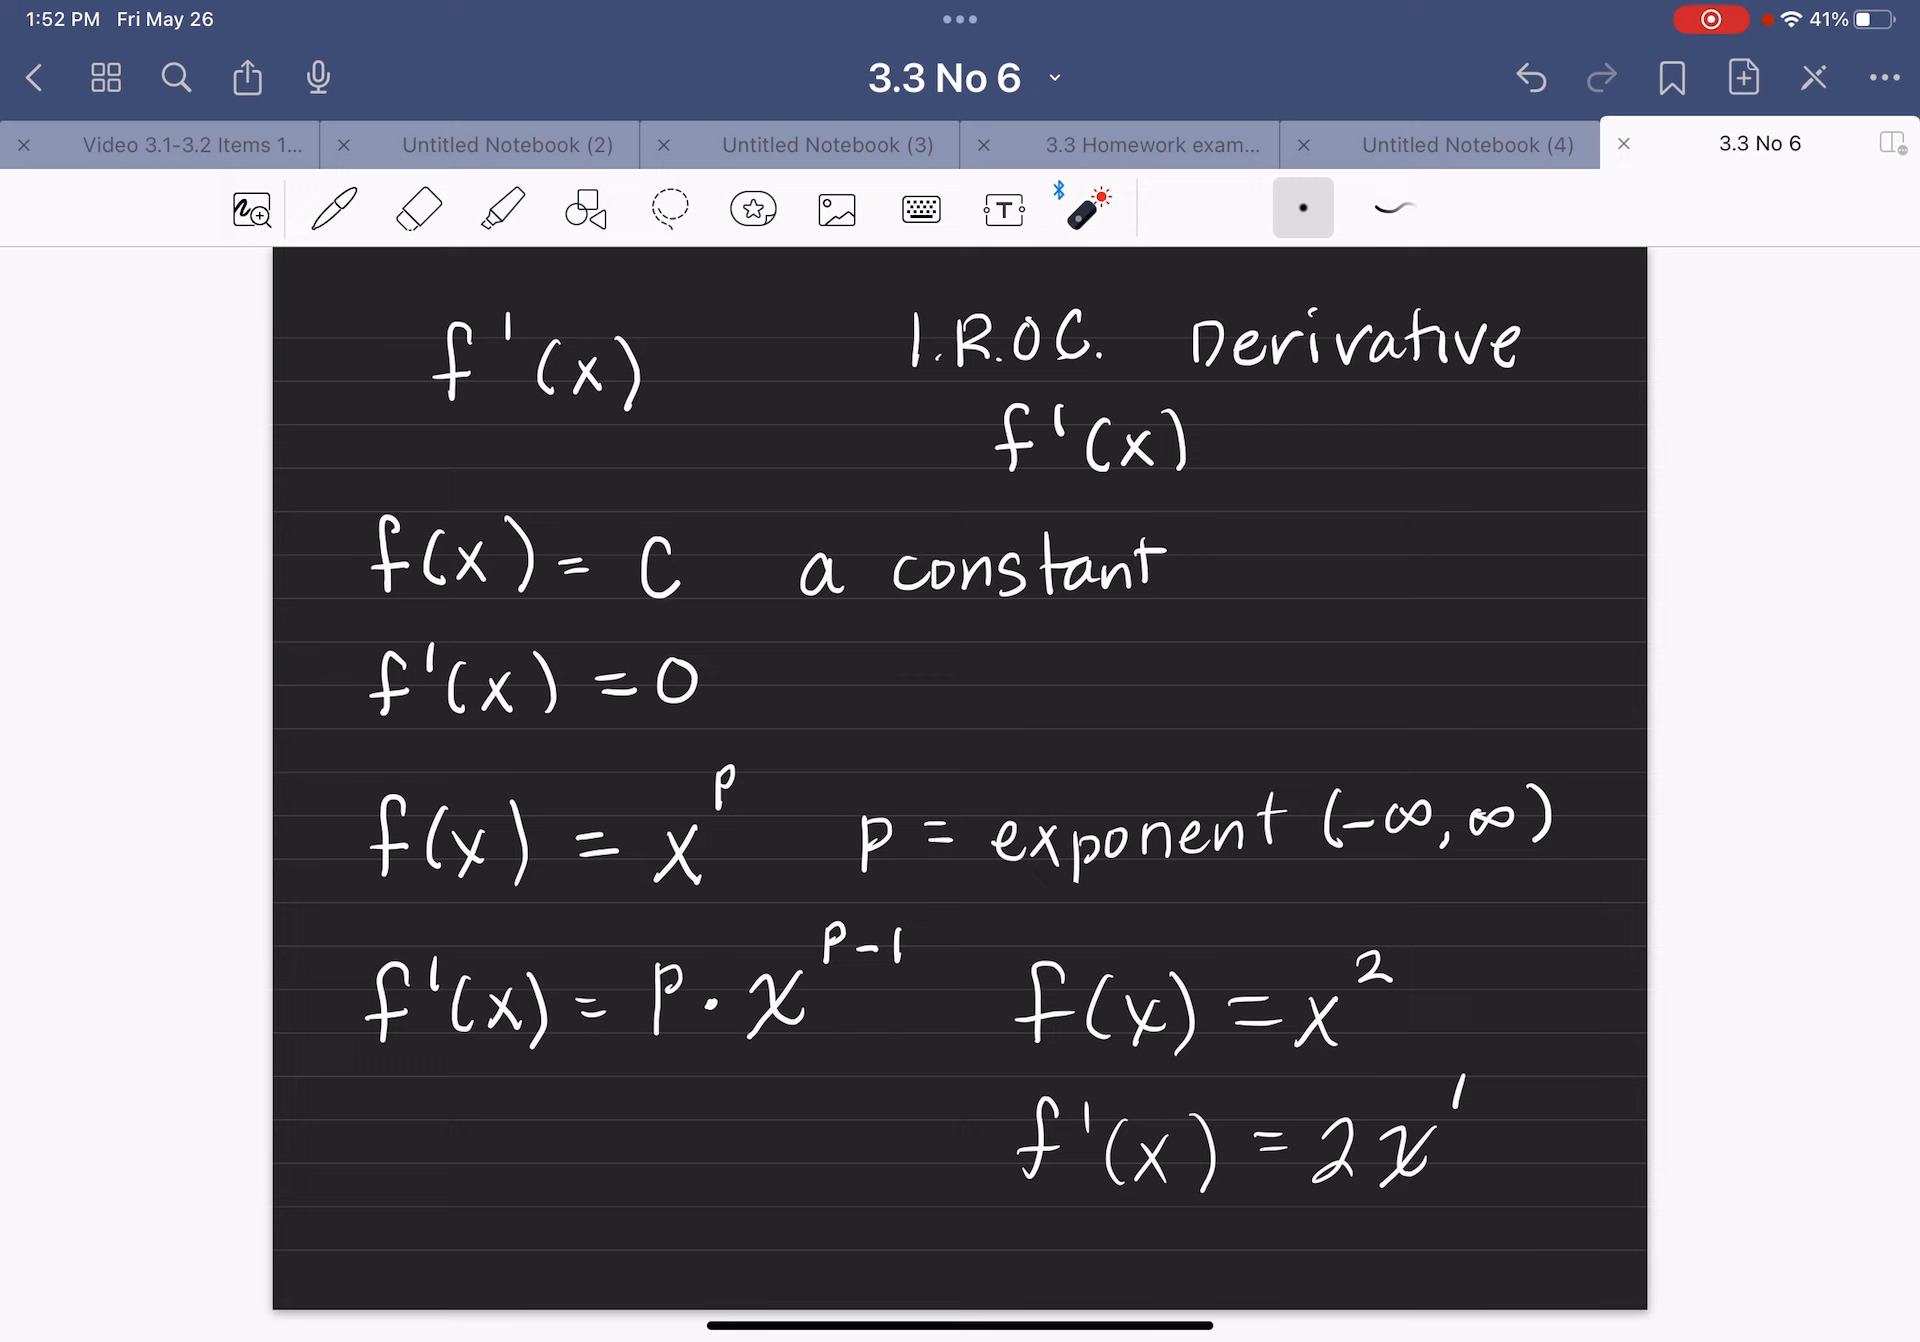 1:52 PM Fri May 26
41%
3.3 No 6
Video 3.1-3.2 Items 1... Untitled Notebook (2) Untitled Notebook (3) 3.3 Homework exam... Untitled Notebook (4) 3.3 No 6
f'(x) I.R.O.C. Derivative
f'(x)
f(x) = C a constant
f'(x) = 0
f(x) = x^p p = exponent (-∞, ∞)
f'(x) = p · x^{p-1} f(x) = x^2
f'(x) = 2x^1